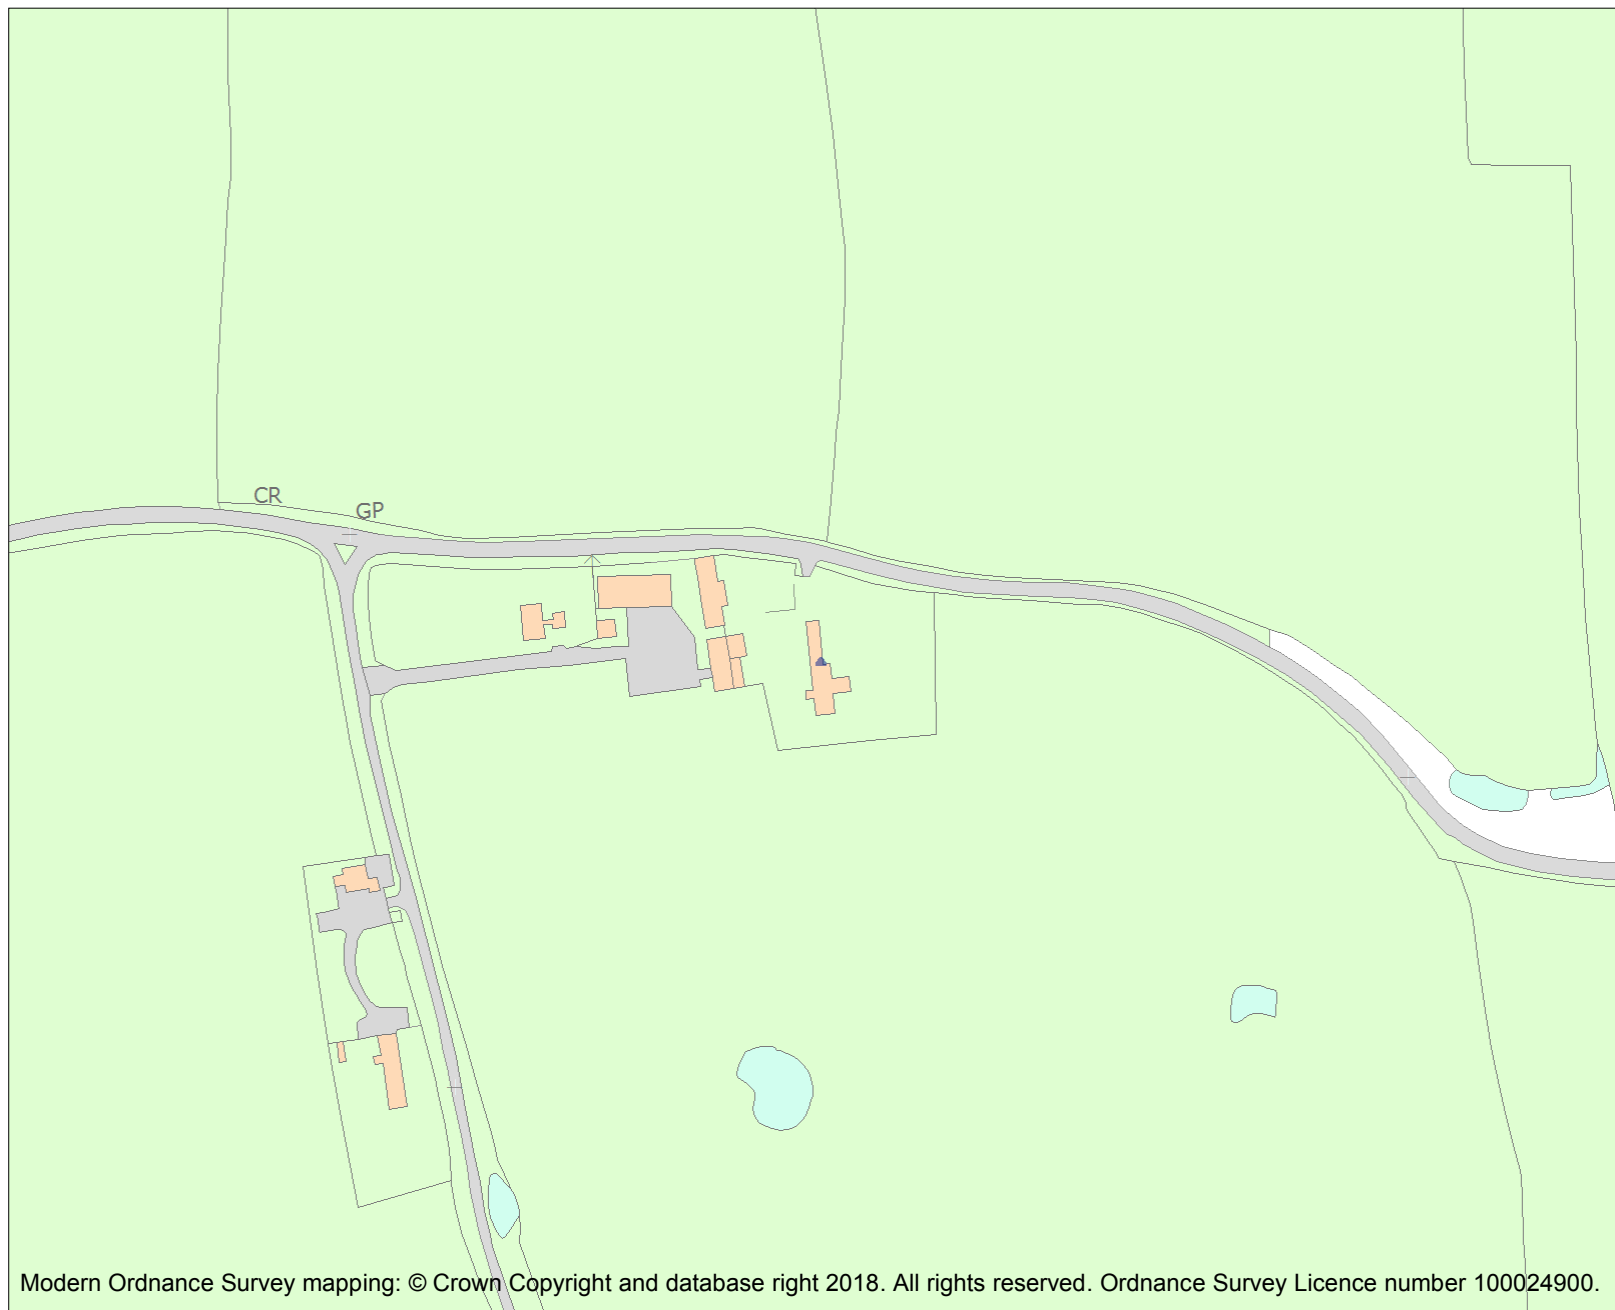 CR
GP
Modern Ordnance Survey mapping: © Crown Copyright and database right 2018. All rights reserved. Ordnance Survey Licence number 100024900.